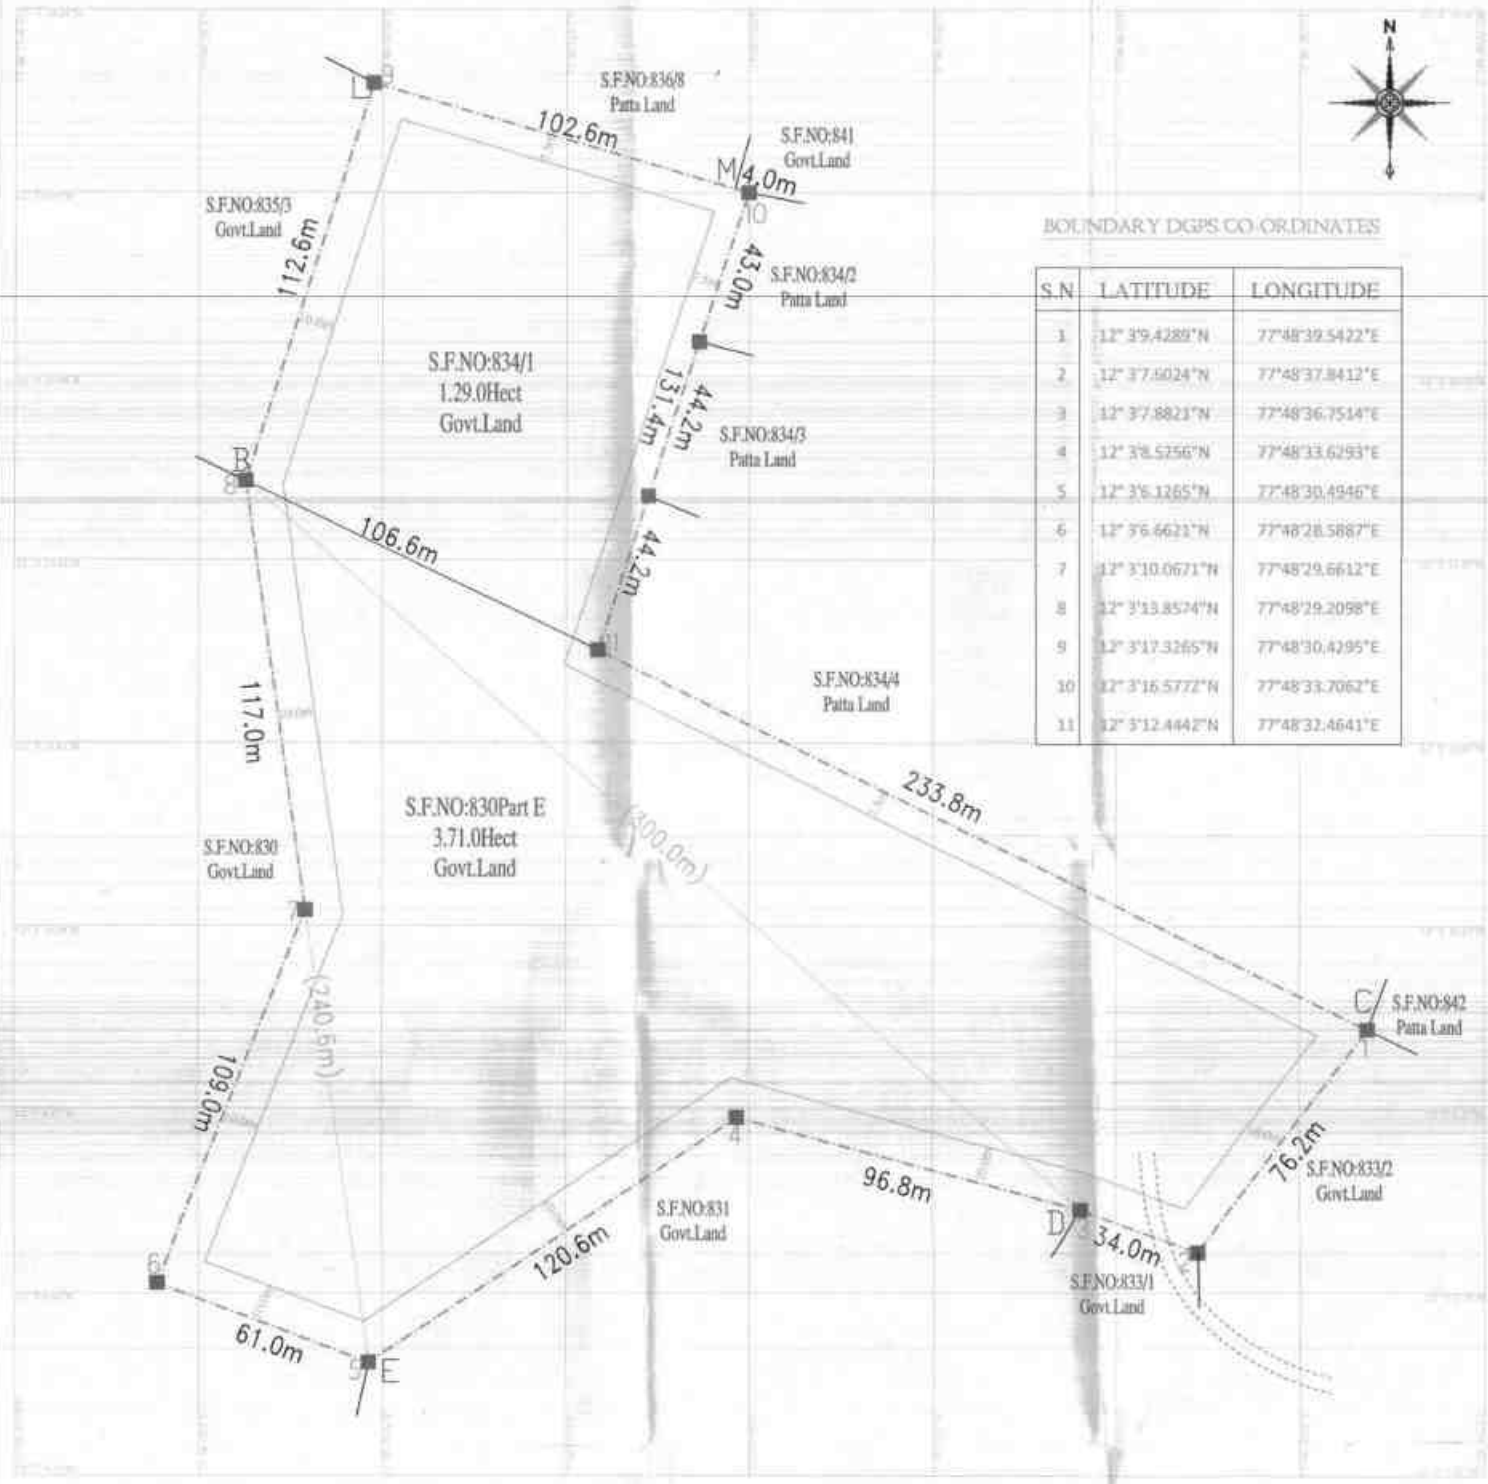 N
S.F.NO:836/8
Patta Land
102.6m
S.F.NO:841
Govt.Land
M
4.0m
10
S.F.NO:835/3
Govt.Land
112.6m
43.0m
S.F.NO:834/2
Patta Land
BOUNDARY DGPS CO-ORDINATES
S.N LATITUDE LONGITUDE
1 12° 3'9.4289"N 77°48'39.5422"E
2 12° 3'7.6024"N 77°48'37.8412"E
3 12° 3'7.8821"N 77°48'36.7514"E
4 12° 3'8.5256"N 77°48'33.6293"E
5 12° 3'6.1265"N 77°48'30.4946"E
6 12° 3'6.6621"N 77°48'28.5887"E
7 12° 3'10.0671"N 77°48'29.6612"E
8 12° 3'13.8574"N 77°48'29.2098"E
9 12° 3'17.3265"N 77°48'30.4295"E
10 12° 3'16.5772"N 77°48'33.7062"E
11 12° 3'12.4442"N 77°48'32.4641"E
S.F.NO:834/1
1.29.0Hect
Govt.Land
131.4m
44.2m
S.F.NO:834/3
Patta Land
B
8
106.6m
44.2m
11
S.F.NO:834/4
Patta Land
117.0m
233.8m
S.F.NO:830Part E
3.71.0Hect
Govt.Land
(300.0m)
S.F.NO:830
Govt.Land
7
(240.6m)
C
1
S.F.NO:842
Patta Land
109.0m
4
96.8m
76.2m
S.F.NO:833/2
Govt.Land
S.F.NO:831
Govt.Land
D
34.0m
120.6m
S.F.NO:833/1
Govt.Land
6
61.0m
5
E